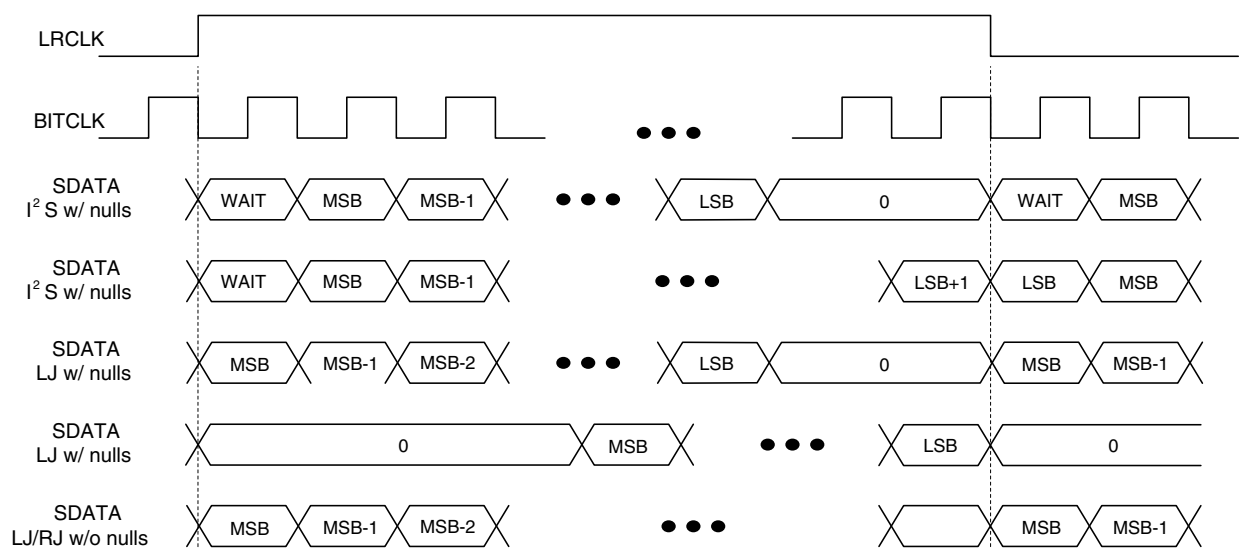 LRCLK
BITCLK
SDATA
I² S w/ nulls
WAIT MSB MSB-1 LSB 0 WAIT MSB
SDATA
I² S w/ nulls
WAIT MSB MSB-1 LSB+1 LSB MSB
SDATA
LJ w/ nulls
MSB MSB-1 MSB-2 LSB 0 MSB MSB-1
SDATA
LJ w/ nulls
0 MSB LSB 0
SDATA
LJ/RJ w/o nulls
MSB MSB-1 MSB-2 MSB MSB-1